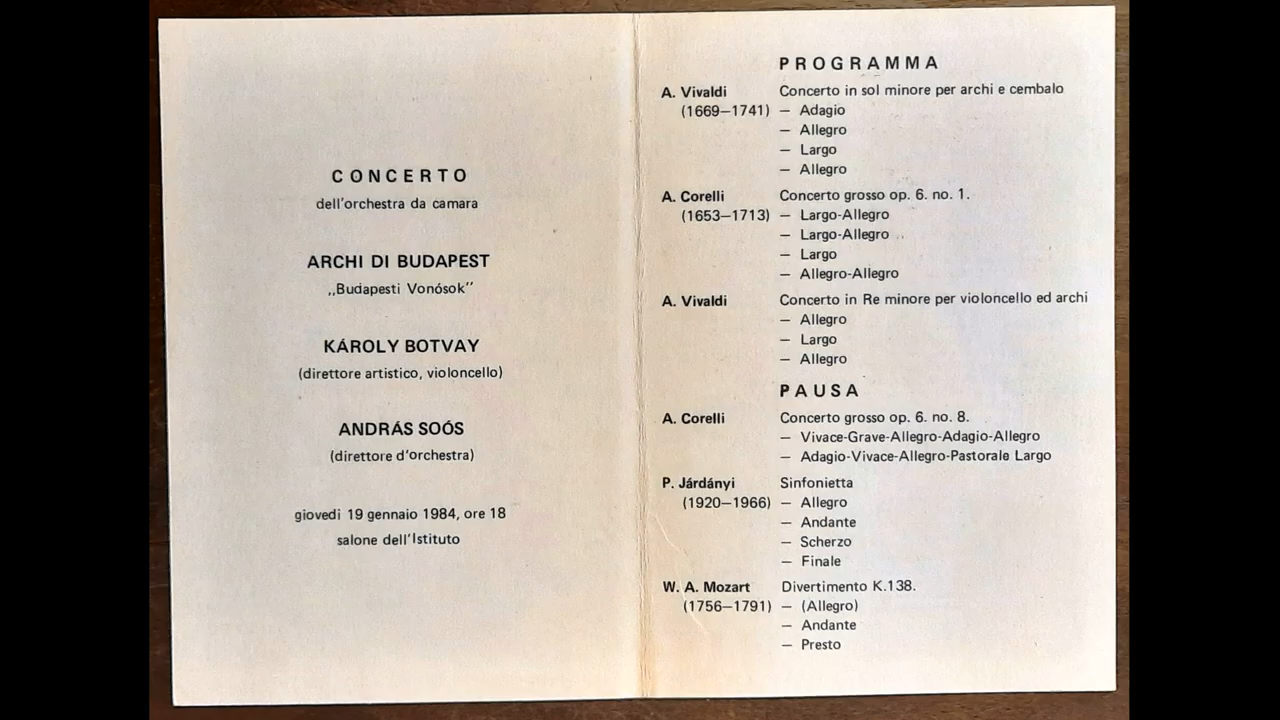 CONCERTO
dell'orchestra da camara
ARCHI DI BUDAPEST
„Budapesti Vonósok”
KÁROLY BOTVAY
(direttore artistico, violoncello)
ANDRÁS SOÓS
(direttore d'orchestra)
giovedi 19 gennaio 1984, ore 18
salone dell'Istituto
PROGRAMMA
A. Vivaldi Concerto in sol minore per archi e cembalo
(1669–1741) – Adagio
– Allegro
– Largo
– Allegro
A. Corelli Concerto grosso op. 6. no. 1.
(1653–1713) – Largo-Allegro
– Largo-Allegro
– Largo
– Allegro-Allegro
A. Vivaldi Concerto in Re minore per violoncello ed archi
– Allegro
– Largo
– Allegro
PAUSA
A. Corelli Concerto grosso op. 6. no. 8.
– Vivace-Grave-Allegro-Adagio-Allegro
– Adagio-Vivace-Allegro-Pastorale Largo
P. Járdányi Sinfonietta
(1920–1966) – Allegro
– Andante
– Scherzo
– Finale
W. A. Mozart Divertimento K.138.
(1756–1791) – (Allegro)
– Andante
– Presto